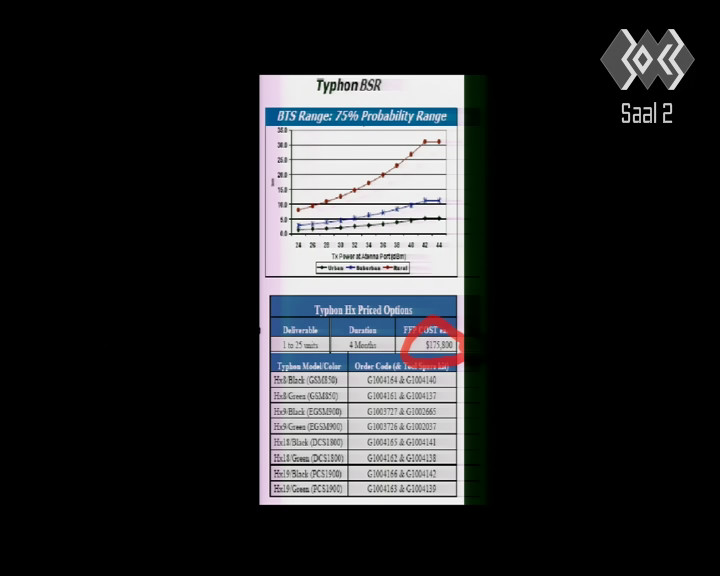 30C3
Saal 2
Typhon BSR
BTS Range: 75% Probability Range
35.0
30.0
25.0
20.0
15.0
10.0
5.0
0.0
24 26 28 30 32 34 36 38 40 42 44
Tx Power at Atenna Port(dBm)
Urban Suburban Rural
Typhon Hx Priced Options
Deliverable Duration FFP COST
1 to 25 units 4 Months $175,800
Typhon Model/Color Order Code (& Tool Spare kit)
Hx8/Black (GSM850) G1004164 & G1004140
Hx8/Green (GSM850) G1004161 & G1004137
Hx9/Black (EGSM900) G1003727 & G1002665
Hx9/Green (EGSM900) G1003726 & G1002037
Hx18/Black (DCS1800) G1004165 & G1004141
Hx18/Green (DCS1800) G1004162 & G1004138
Hx19/Black (PCS1900) G1004166 & G1004142
Hx19/Green (PCS1900) G1004163 & G1004139